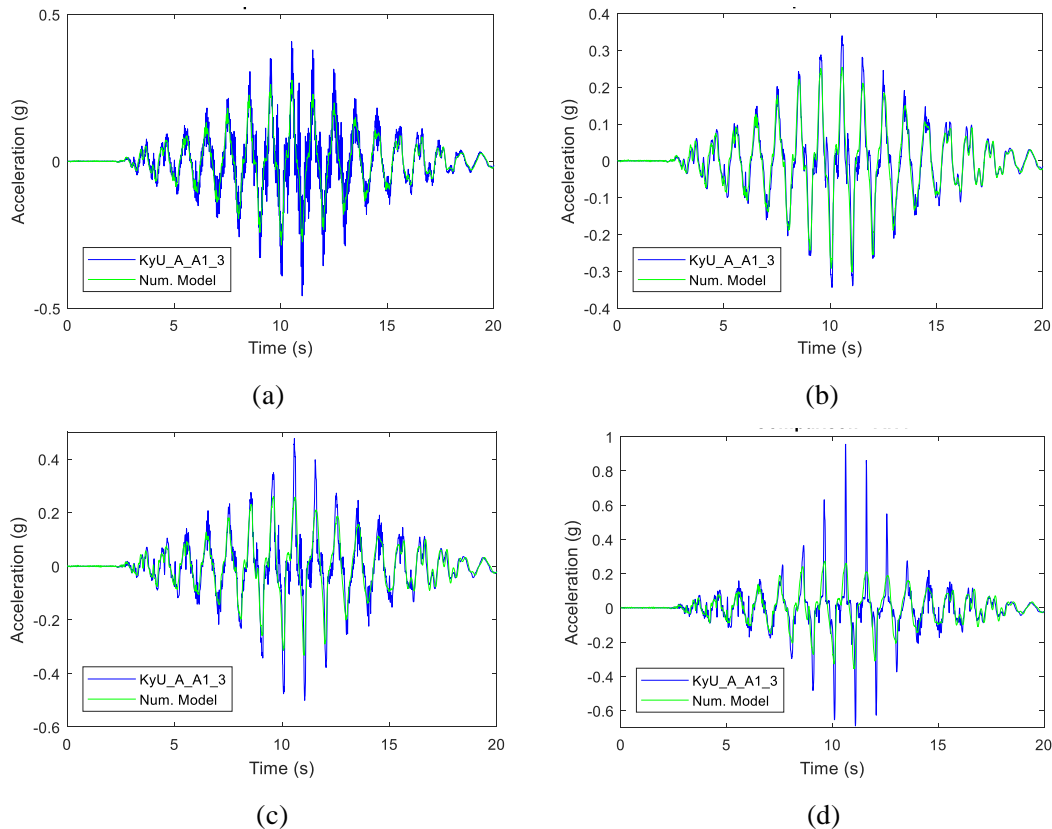 0.5
0
-0.5
Acceleration (g)
KyU_A_A1_3
Num. Model
0 5 10 15 20
Time (s)
(a)
0.4
0.3
0.2
0.1
0
-0.1
-0.2
-0.3
-0.4
Acceleration (g)
KyU_A_A1_3
Num. Model
0 5 10 15 20
Time (s)
(b)
0.4
0.2
0
-0.2
-0.4
-0.6
Acceleration (g)
KyU_A_A1_3
Num. Model
0 5 10 15 20
Time (s)
(c)
1
0.8
0.6
0.4
0.2
0
-0.2
-0.4
-0.6
Acceleration (g)
KyU_A_A1_3
Num. Model
0 5 10 15 20
Time (s)
(d)